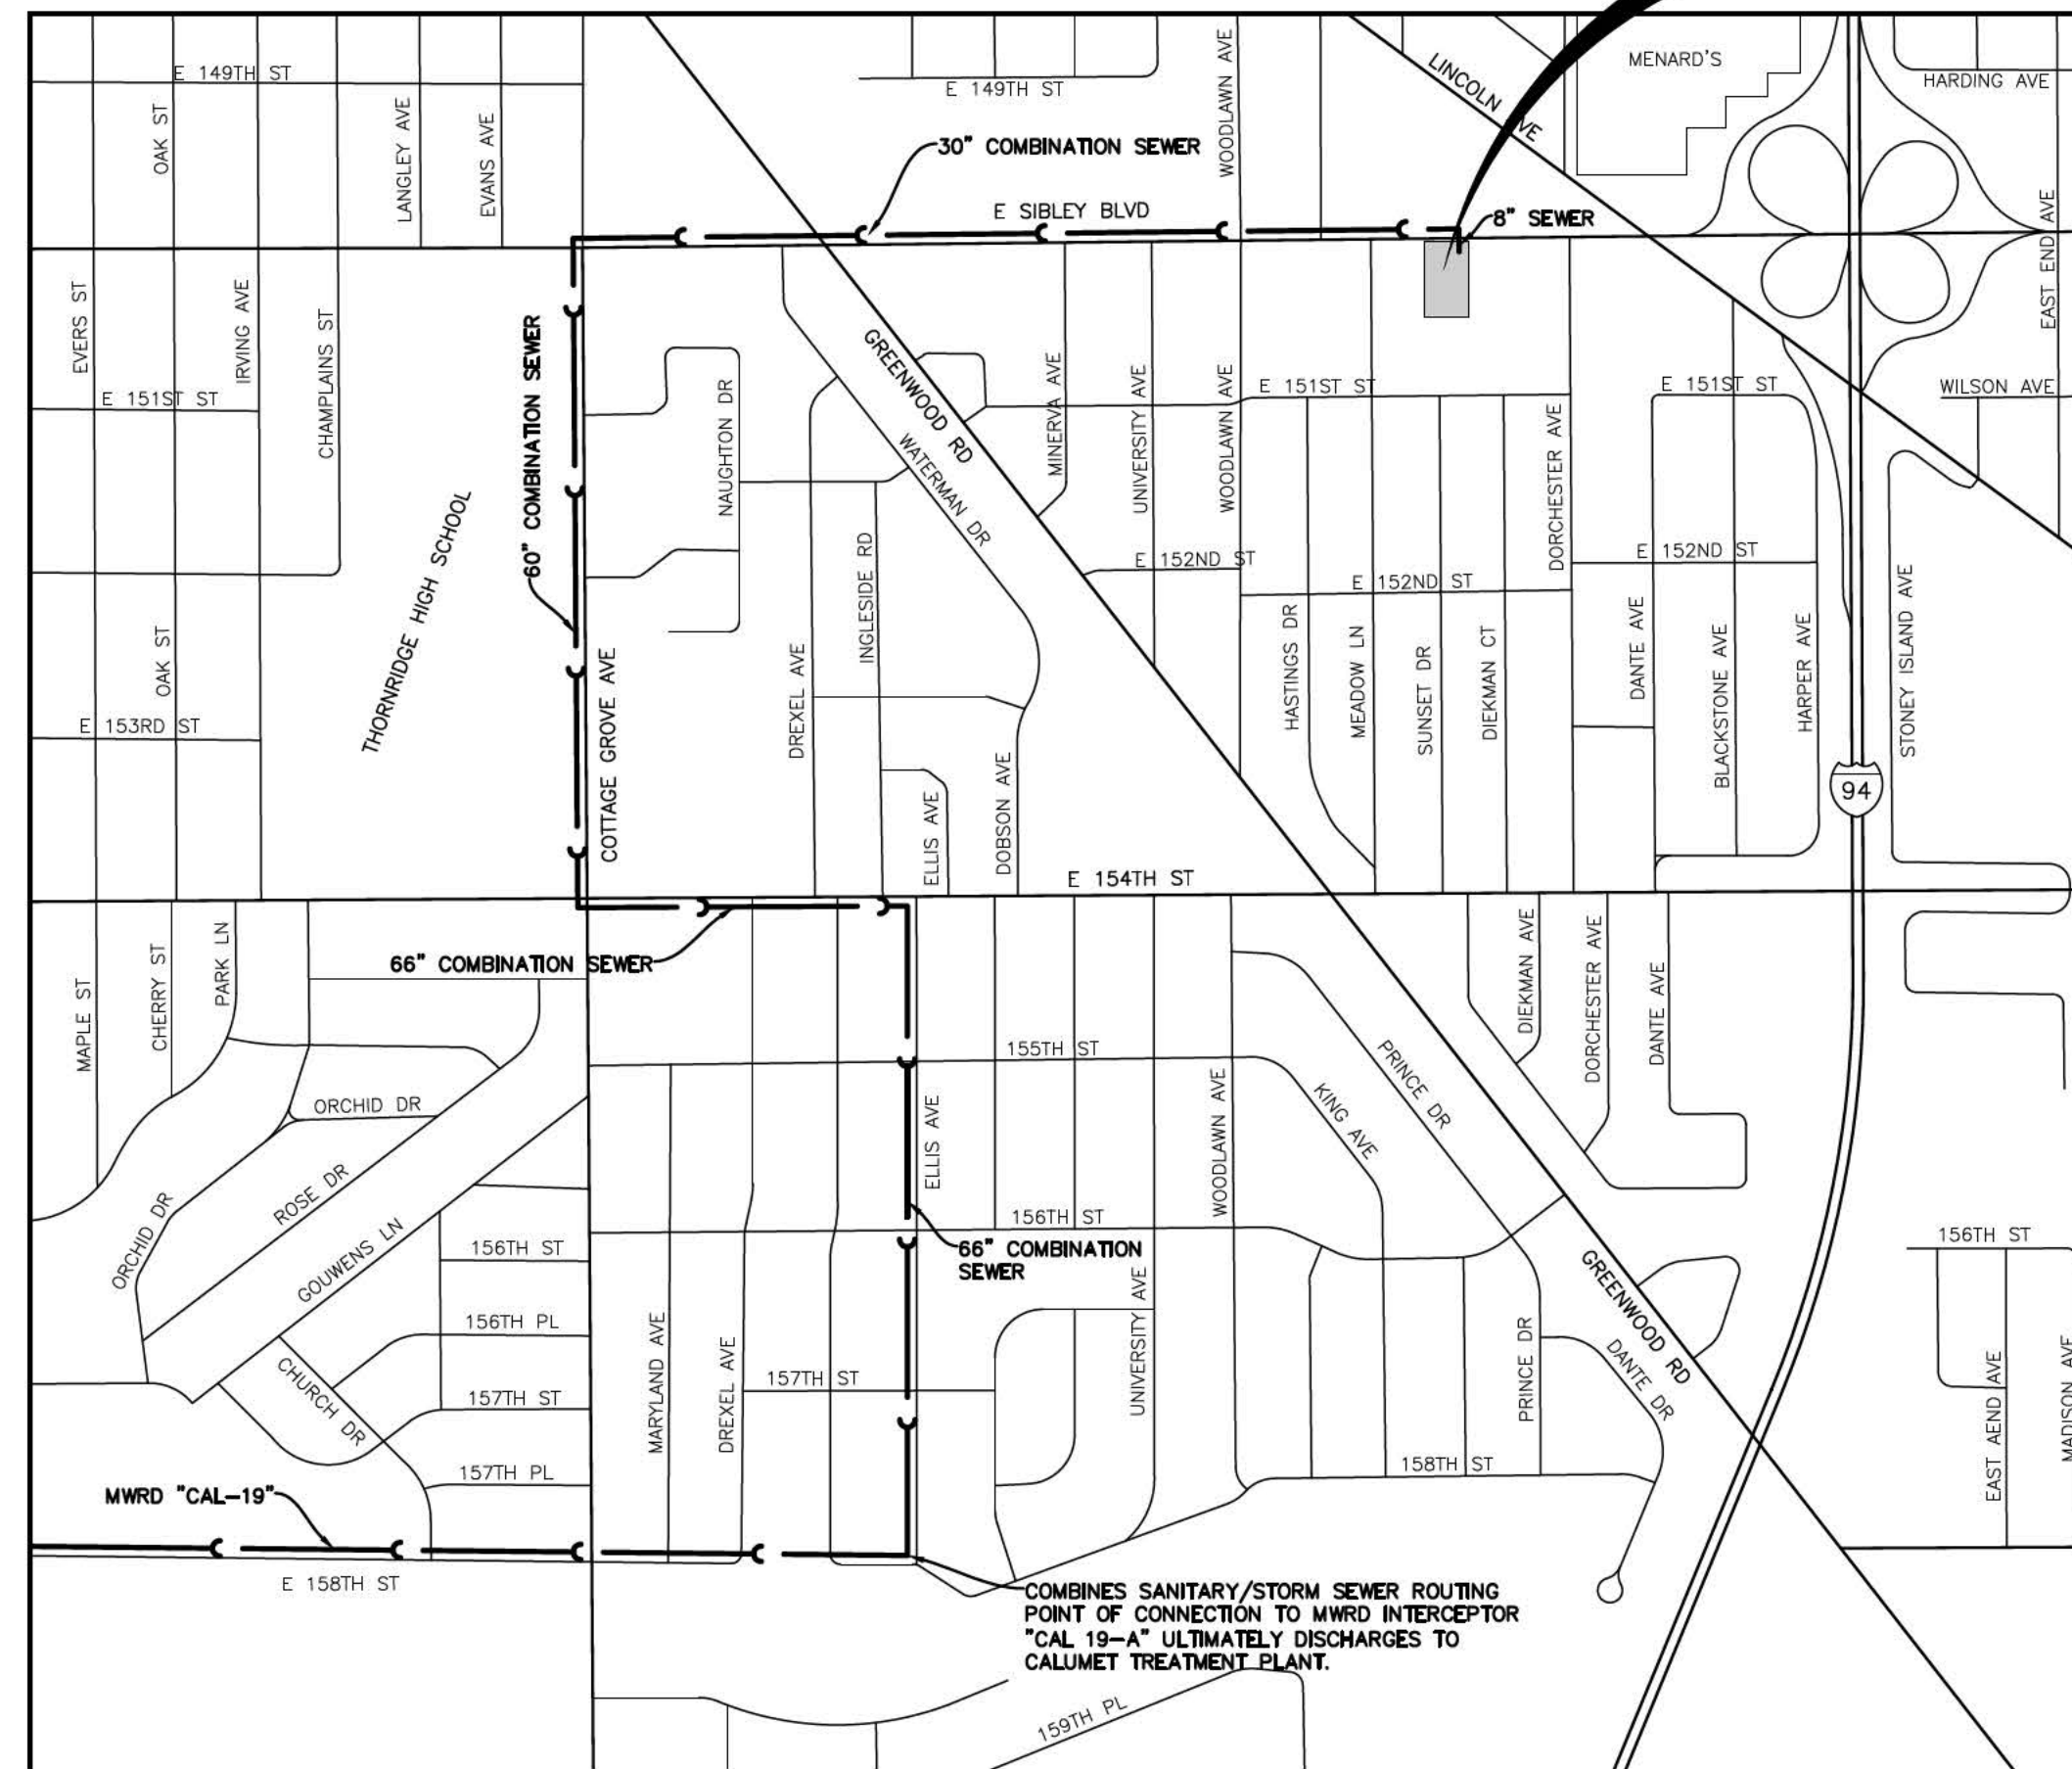 E 149TH ST
OAK ST
LANGLEY AVE
EVANS AVE
E 149TH ST
WOODLAWN AVE
LINCOLN AVE
MENARD'S
HARDING AVE
30" COMBINATION SEWER
E SIBLEY BLVD
8" SEWER
EAST END AVE
EVERS ST
IRVING AVE
CHAMPLAINS ST
60" COMBINATION SEWER
E 151ST ST
NAUGHTON DR
GREENWOOD RD
WATERMAN DR
MINERVA AVE
UNIVERSITY AVE
WOODLAWN AVE
E 151ST ST
DORCHESTER AVE
E 151ST ST
WILSON AVE
THORNRIDGE HIGH SCHOOL
INGLESIDE RD
E 152ND ST
E 152ND ST
E 152ND ST
OAK ST
E 153RD ST
COTTAGE GROVE AVE
DREXEL AVE
ELLIS AVE
DOBSON AVE
HASTINGS DR
MEADOW LN
SUNSET DR
DIEKMAN CT
DANTE AVE
BLACKSTONE AVE
HARPER AVE
STONEY ISLAND AVE
94
E 154TH ST
66" COMBINATION SEWER
MAPLE ST
CHERRY ST
PARK LN
DIEKMAN AVE
DORCHESTER AVE
DANTE AVE
155TH ST
PRINCE DR
KING AVE
ORCHID DR
ELLIS AVE
WOODLAWN AVE
ROSE DR
ORCHID DR
GOUWENS LN
156TH ST
156TH ST
66" COMBINATION
SEWER
156TH ST
GREENWOOD RD
156TH PL
MARYLAND AVE
DREXEL AVE
UNIVERSITY AVE
PRINCE DR
DANTE DR
CHURCH DR
157TH ST
157TH ST
EAST AEND AVE
MADISON AVE
157TH PL
158TH ST
MWRD "CAL-19"
E 158TH ST
COMBINES SANITARY/STORM SEWER ROUTING
POINT OF CONNECTION TO MWRD INTERCEPTOR
"CAL 19-A" ULTIMATELY DISCHARGES TO
CALUMET TREATMENT PLANT.
159TH PL